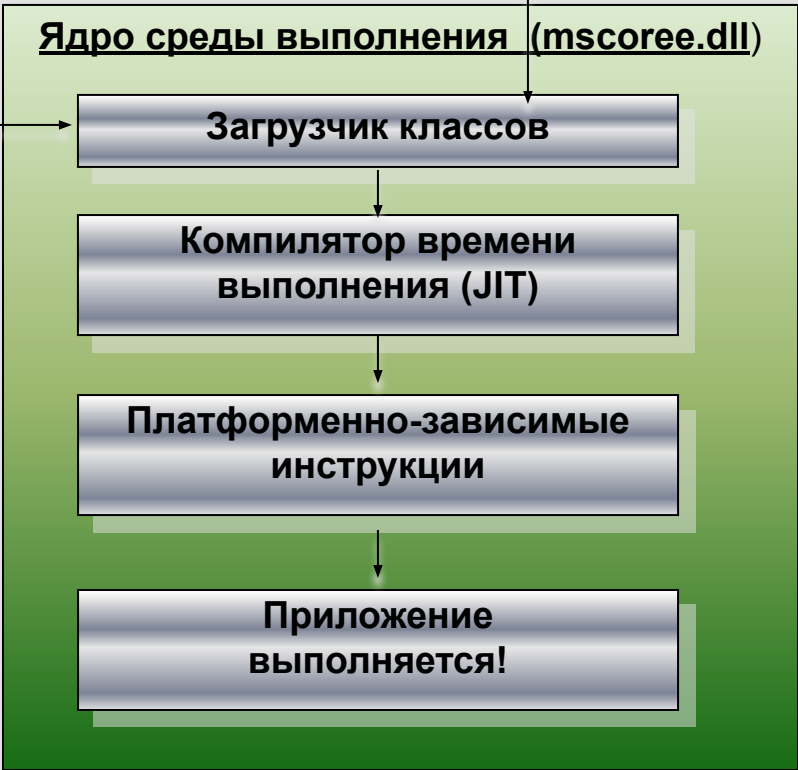 Ядро среды выполнения (mscoree.dll)
Загрузчик классов
Компилятор времени
выполнения (JIT)
Платформенно-зависимые
инструкции
Приложение
выполняется!